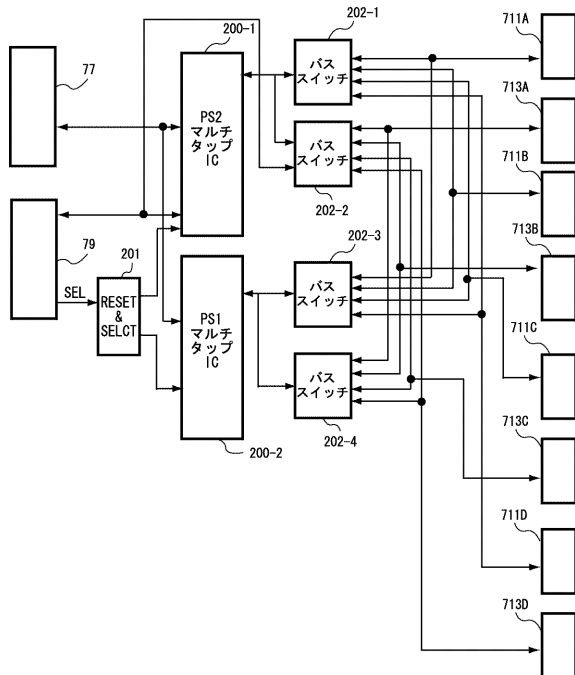 202-1
200-1
バス
スイッチ
711A
77
713A
PS2
マルチ
タップ
IC
バス
スイッチ
202-2
711B
79
713B
201
202-3
SEL
RESET
&
SELCT
バス
スイッチ
PS1
マルチ
タップ
IC
711C
バス
スイッチ
202-4
200-2
713C
711D
713D